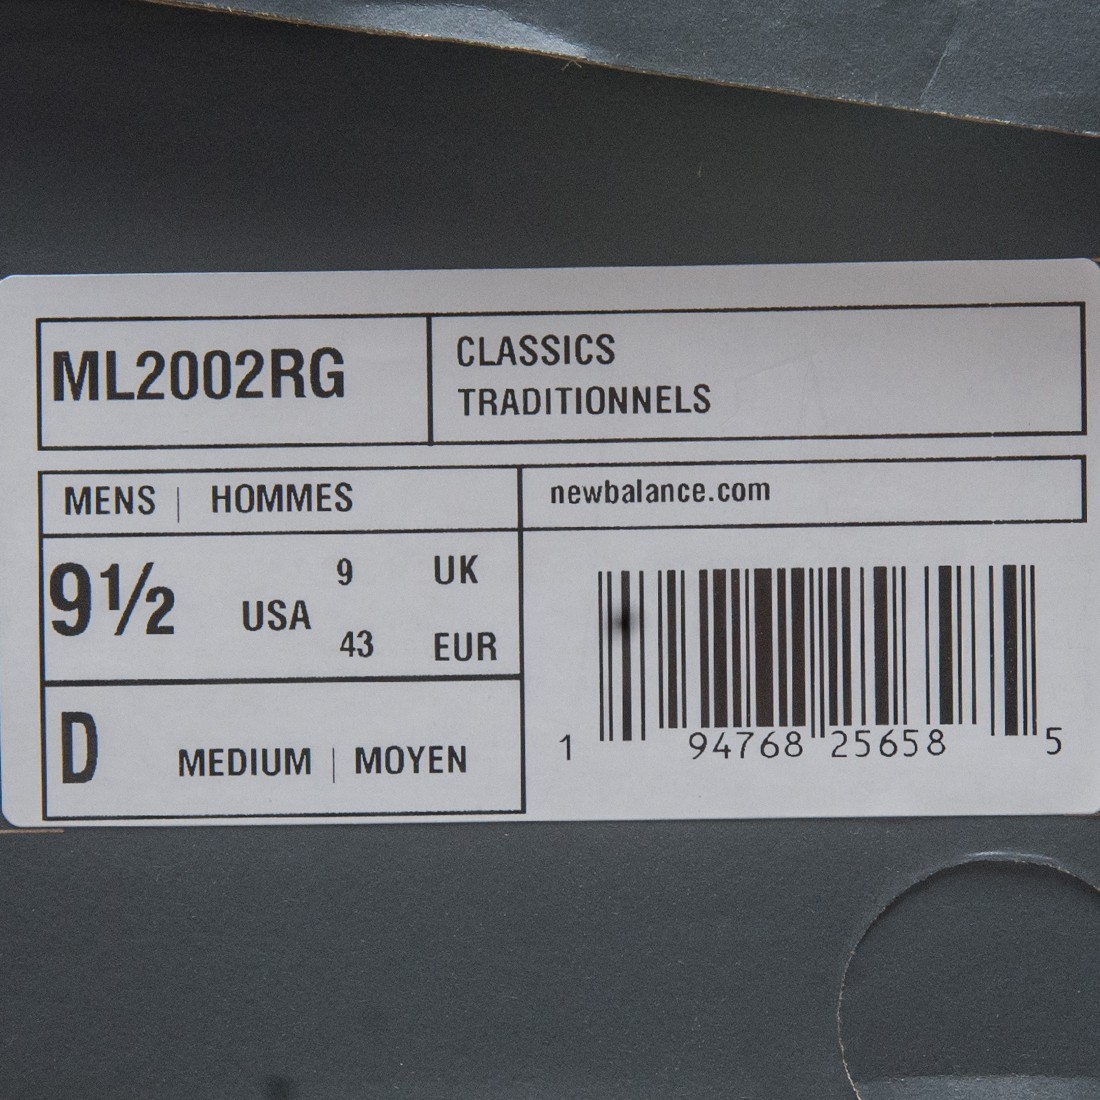 ML2002RG
CLASSICS
TRADITIONNELS
MENS | HOMMES
newbalance.com
9½ USA
9 UK
43 EUR
D MEDIUM | MOYEN
1 94768 25658 5